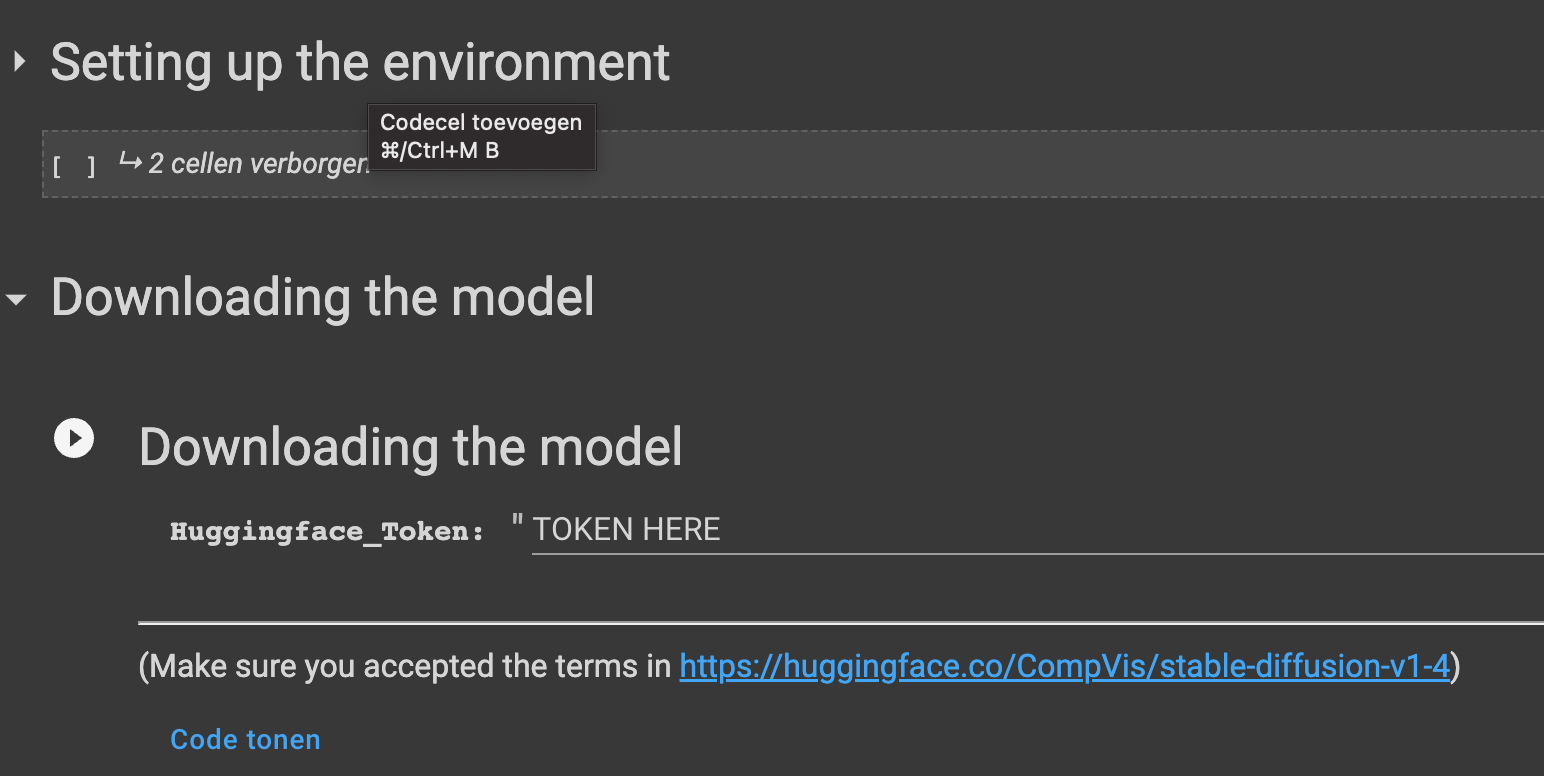 Setting up the environment
Codecel toevoegen
⌘/Ctrl+M B
[ ] ↳ 2 cellen verborgen
Downloading the model
Downloading the model
Huggingface_Token: " TOKEN HERE
(Make sure you accepted the terms in https://huggingface.co/CompVis/stable-diffusion-v1-4)
Code tonen